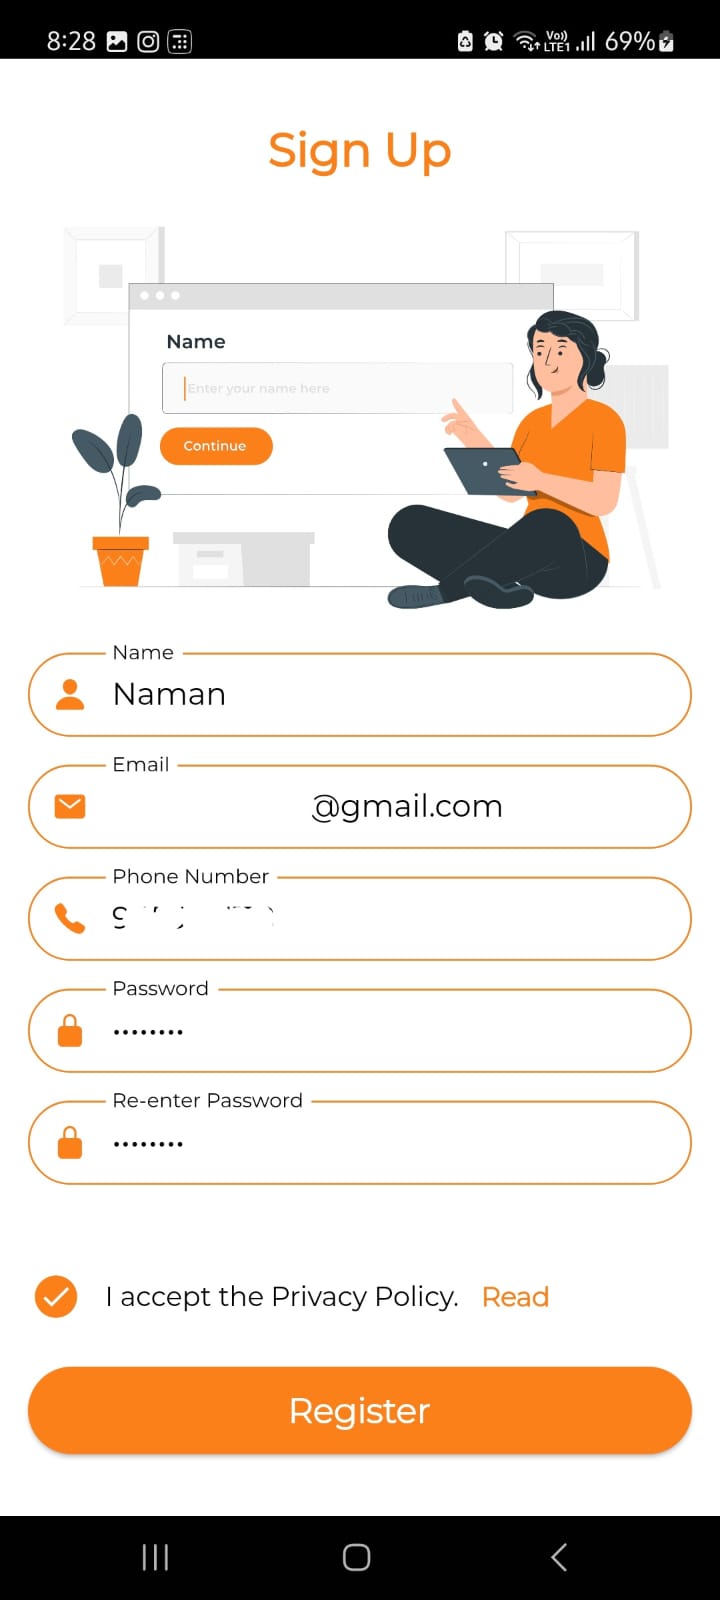 8:28
Vo))
LTE1
69%
Sign Up
Name
Enter your name here
Continue
Name
Naman
Email
@gmail.com
Phone Number
Password
••••••••
Re-enter Password
••••••••
I accept the Privacy Policy. Read
Register